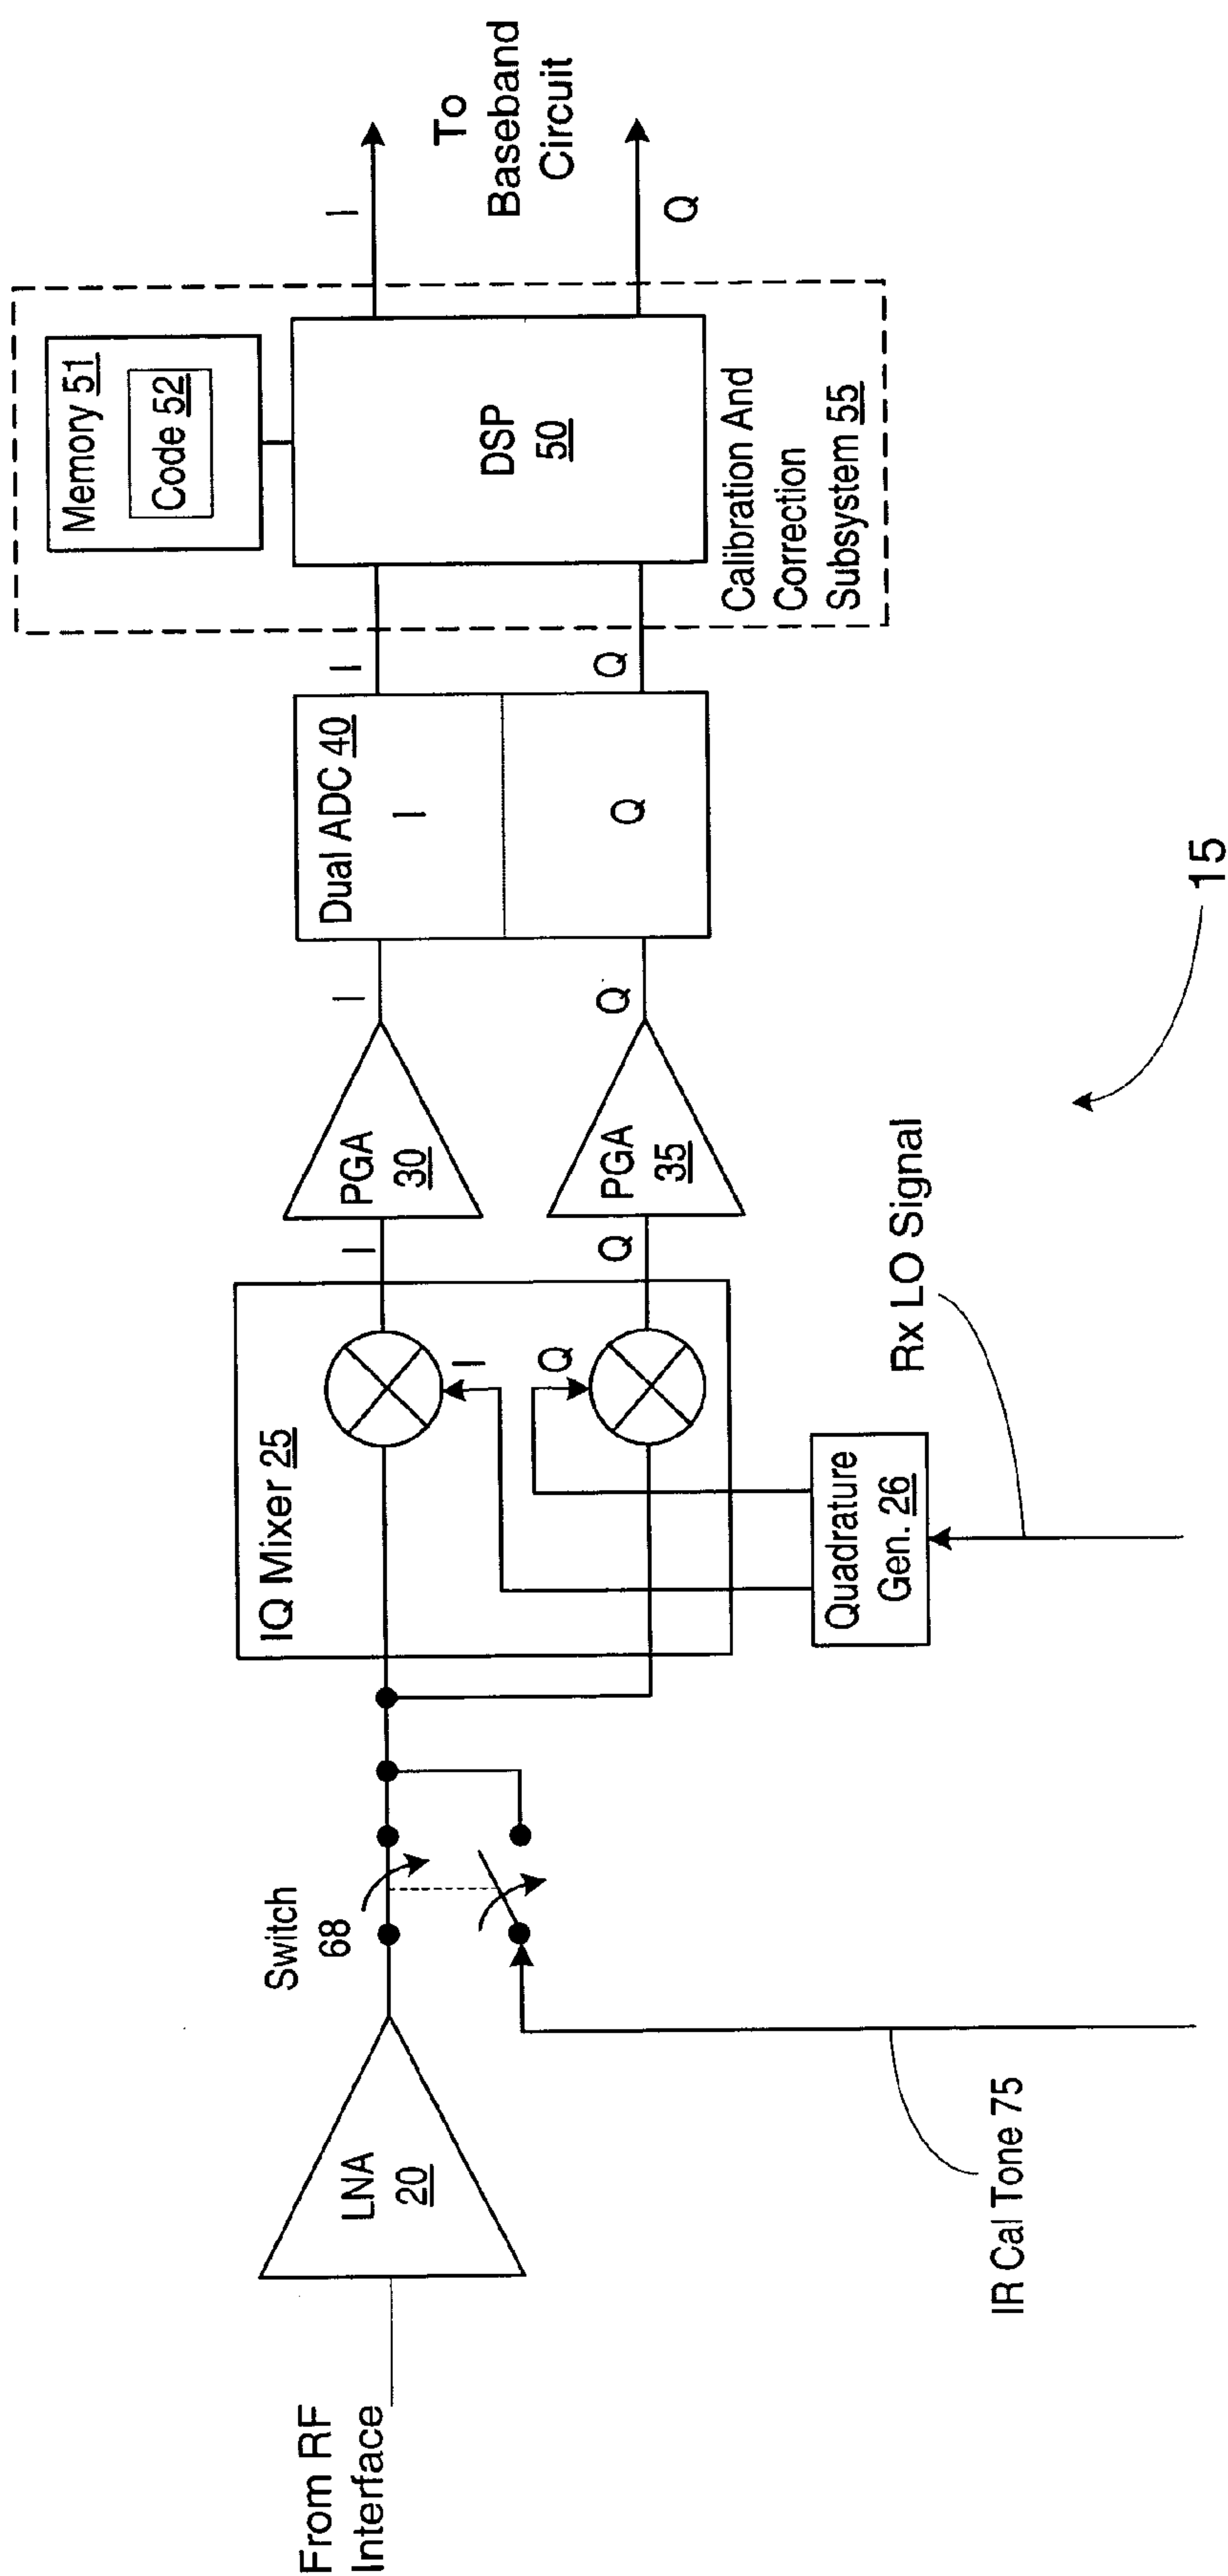 From RF
Interface
LNA
20
Switch
68
IR Cal Tone 75
IQ Mixer 25
I
Q
Quadrature
Gen. 26
Rx LO Signal
I
Q
PGA
30
PGA
35
I
Q
Dual ADC 40
I
Q
I
Q
Memory 51
Code 52
DSP
50
Calibration And
Correction
Subsystem 55
I
Q
To
Baseband
Circuit
15